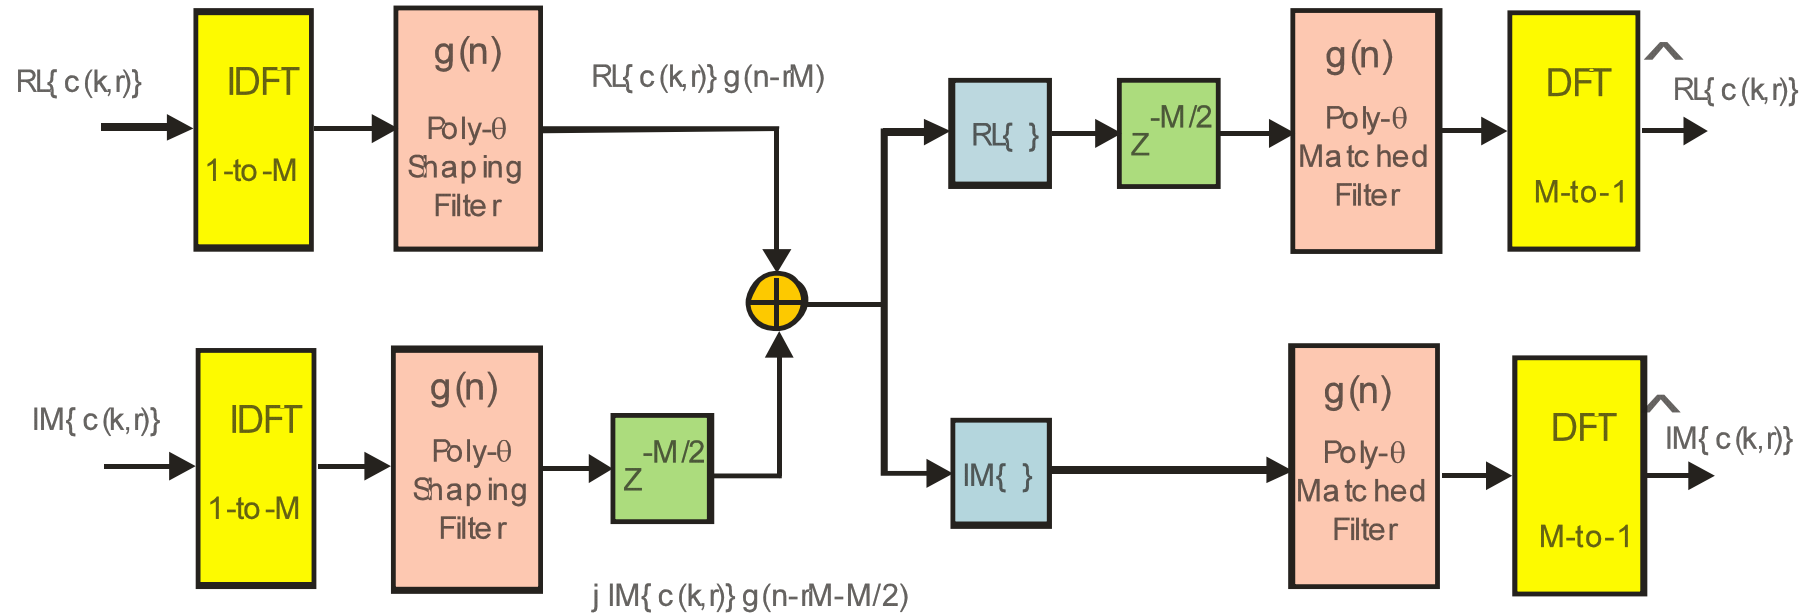 RL{ c(k,r)}
IDFT
1-to-M
g(n)
Poly-θ
Shaping
Filter
RL{ c(k,r)} g(n-rM)
RL{ }
Z-M/2
g(n)
Poly-θ
Matched
Filter
DFT
M-to-1
^
RL{ c(k,r)}
IM{ c(k,r)}
IDFT
1-to-M
g(n)
Poly-θ
Shaping
Filter
Z-M/2
j IM{ c(k,r)} g(n-rM-M/2)
IM{ }
g(n)
Poly-θ
Matched
Filter
DFT
M-to-1
^
IM{ c(k,r)}